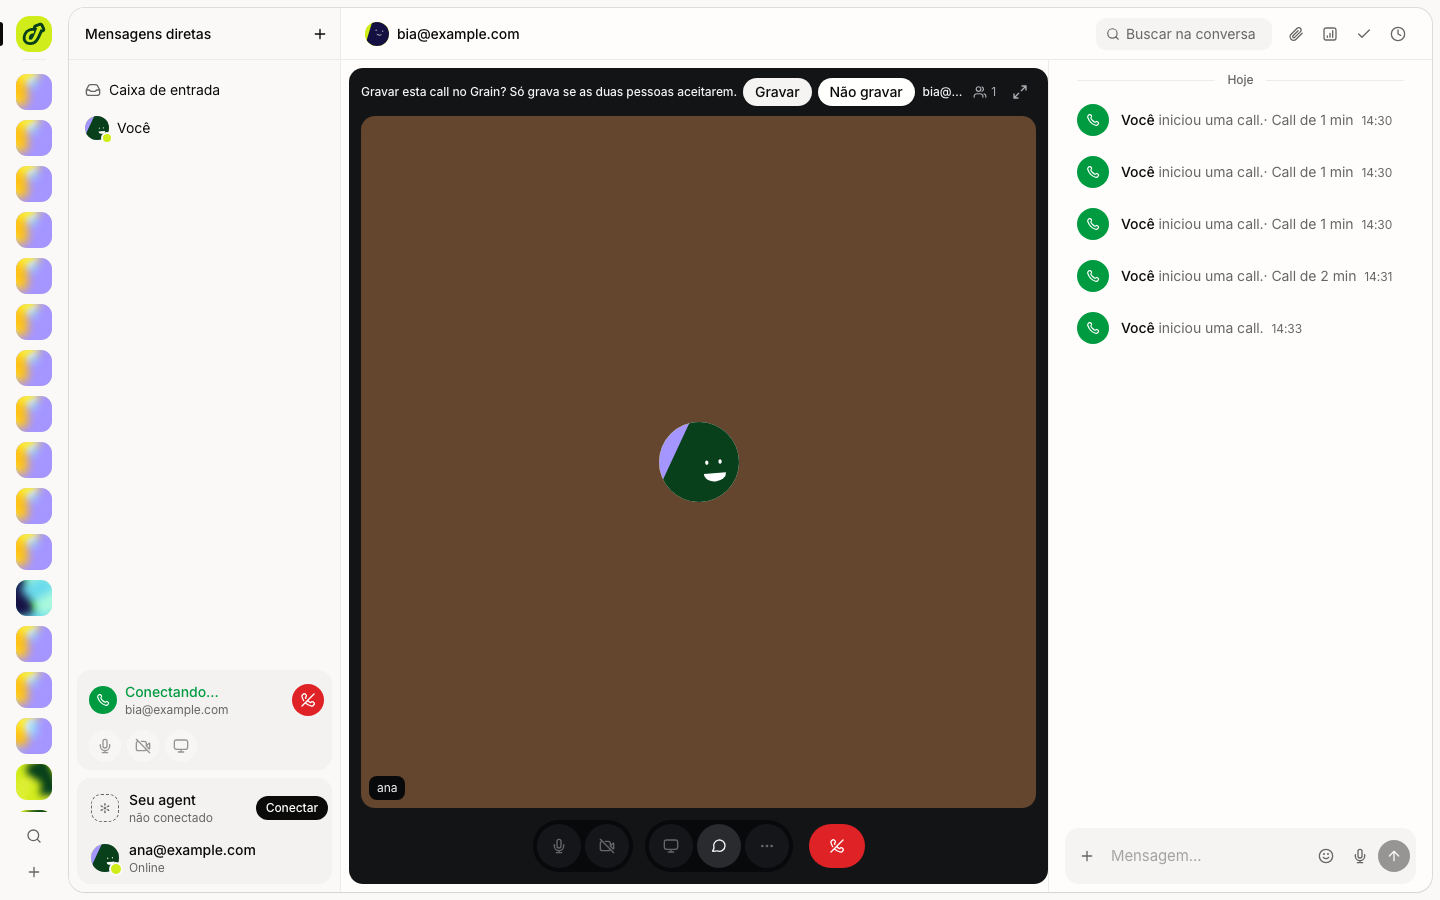 Mensagens diretas
Caixa de entrada
Você
Conectando...
bia@example.com
Seu agent
não conectado
Conectar
ana@example.com
Online
bia@example.com
Buscar na conversa
Gravar esta call no Grain? Só grava se as duas pessoas aceitarem.
Gravar
Não gravar
bia@...
1
ana
Hoje
Você iniciou uma call.· Call de 1 min 14:30
Você iniciou uma call.· Call de 1 min 14:30
Você iniciou uma call.· Call de 1 min 14:30
Você iniciou uma call.· Call de 2 min 14:31
Você iniciou uma call. 14:33
Mensagem...